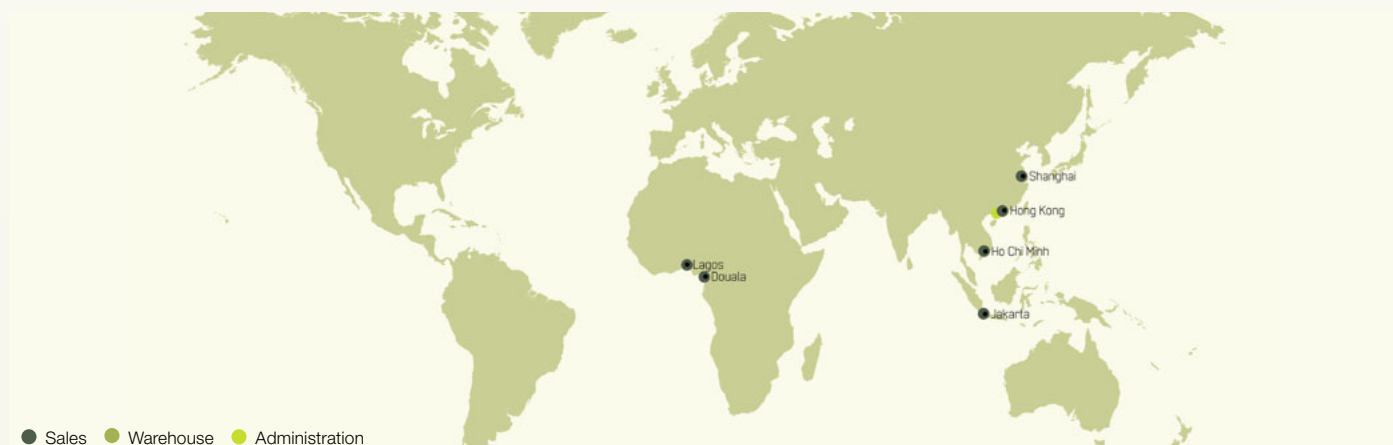 Shanghai
Hong Kong
Ho Chi Minh
Lagos
Douala
Jakarta
Sales Warehouse Administration